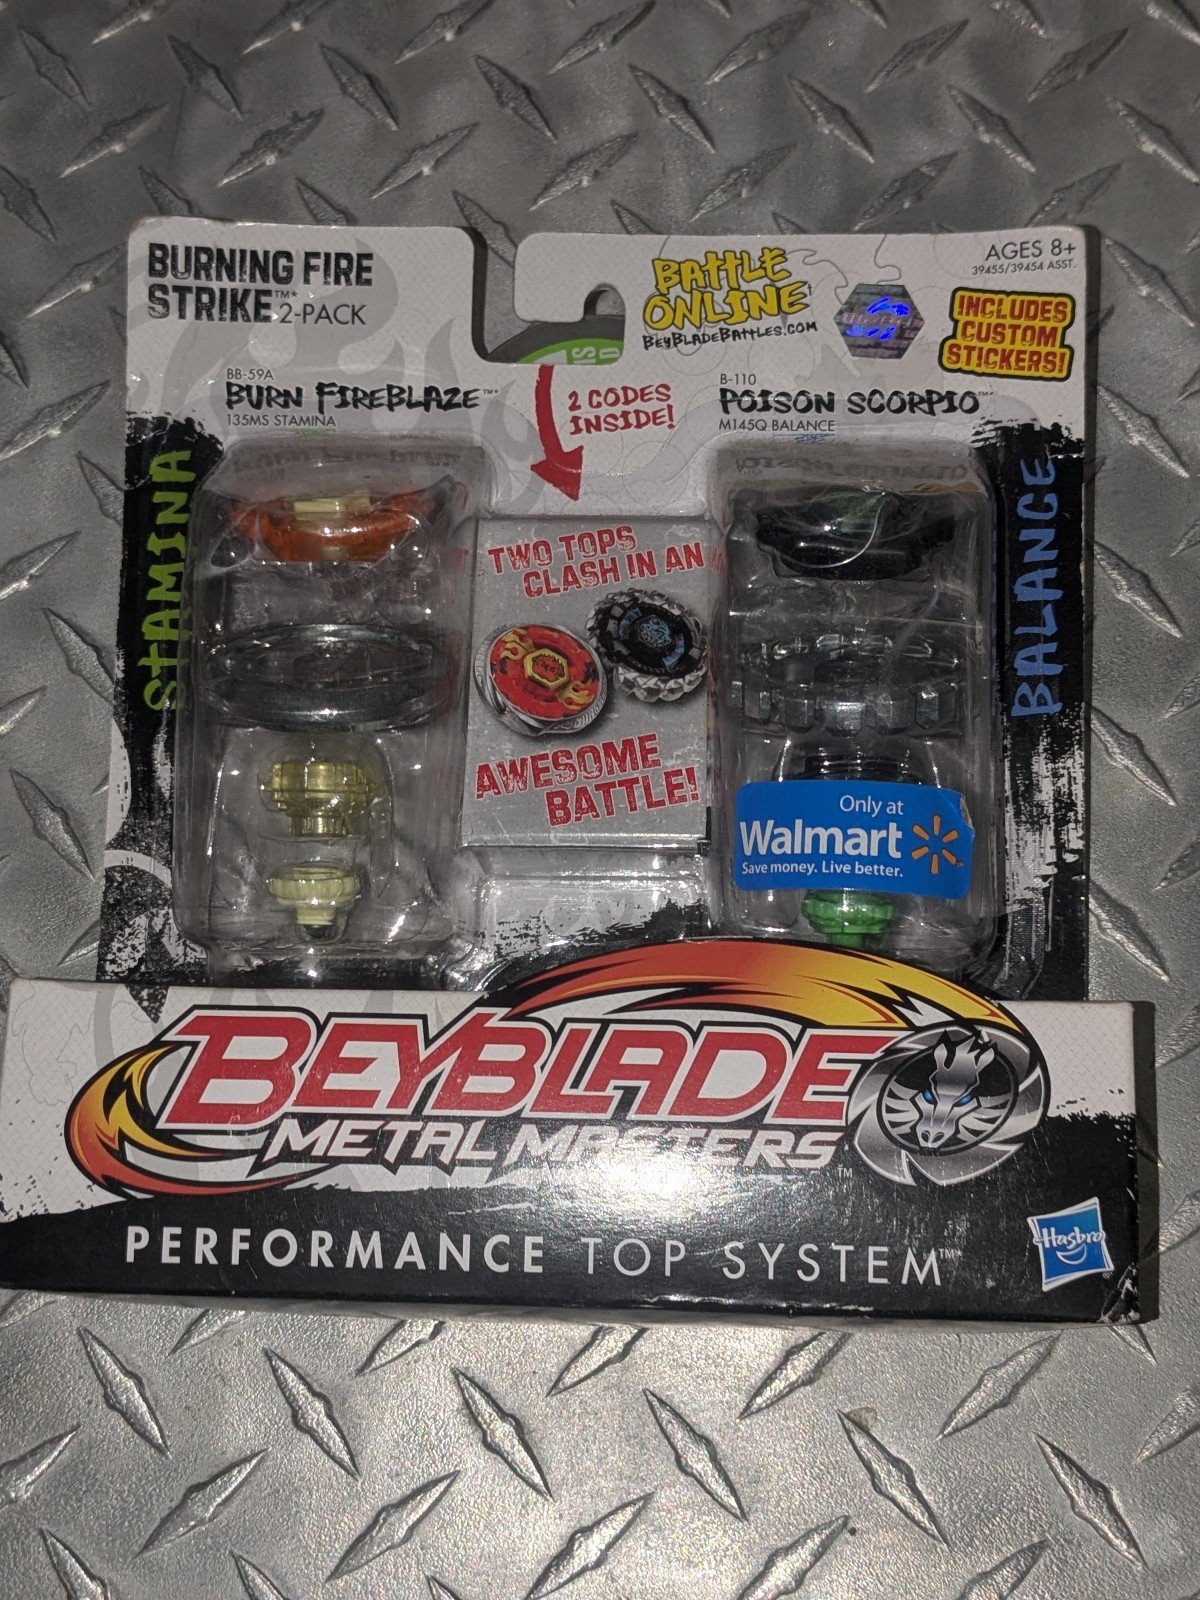 BURNING FIRE
STRIKE™* 2-PACK
BB-59A
BURN FIREBLAZE™*
135MS STAMINA
BATTLE
ONLINE
BEYBLADEBATTLES.COM
AGES 8+
39455/39454 ASST.
INCLUDES
CUSTOM
STICKERS!
2 CODES
INSIDE!
B-110
POISON SCORPIO™*
M145Q BALANCE
STAMINA
BALANCE
TWO TOPS
CLASH IN AN
AWESOME
BATTLE!
Only at
Walmart
Save money. Live better.
BEYBLADE
METAL MASTERS™
PERFORMANCE TOP SYSTEM™*
Hasbro